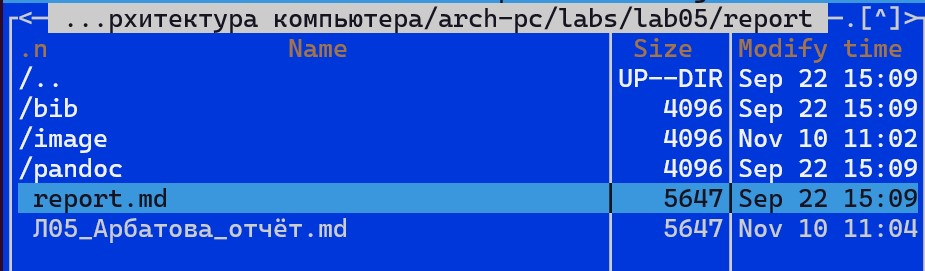 <─ ...рхитектура компьютера/arch-pc/labs/lab05/report ─.[^]>
.n Name Size Modify time
/.. UP--DIR Sep 22 15:09
/bib 4096 Sep 22 15:09
/image 4096 Nov 10 11:02
/pandoc 4096 Sep 22 15:09
report.md 5647 Sep 22 15:09
Л05_Арбатова_отчёт.md 5647 Nov 10 11:04